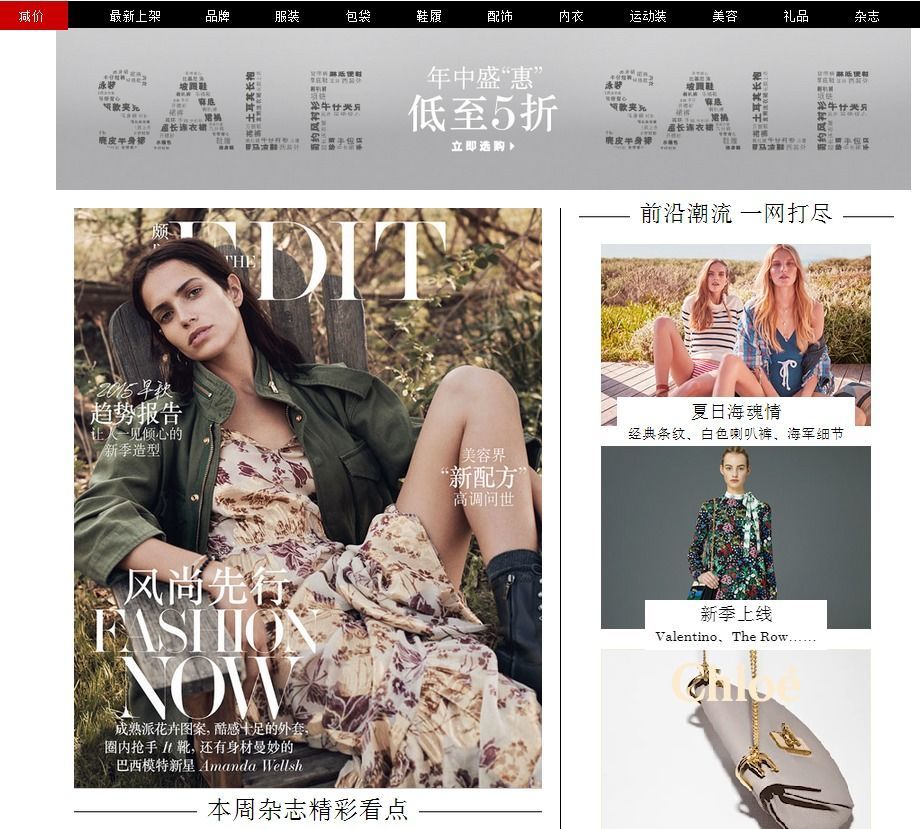 减价 最新上架 品牌 服装 包袋 鞋履 配饰 内衣 运动装 美容 礼品 杂志
SALE
年中盛“惠”
低至5折
立即选购
SALE
THE EDIT
2015早秋
趋势报告
让人一见倾心的
新季造型
美容界
“新配方”
高调问世
风尚先行
FASHION
NOW
成熟派花卉图案, 酷感十足的外套,
圈内抢手 It 靴, 还有身材曼妙的
巴西模特新星 Amanda Wellsh
本周杂志精彩看点
前沿潮流 一网打尽
夏日海魂情
经典条纹、白色喇叭裤、海军细节
新季上线
Valentino、The Row……
Chloé